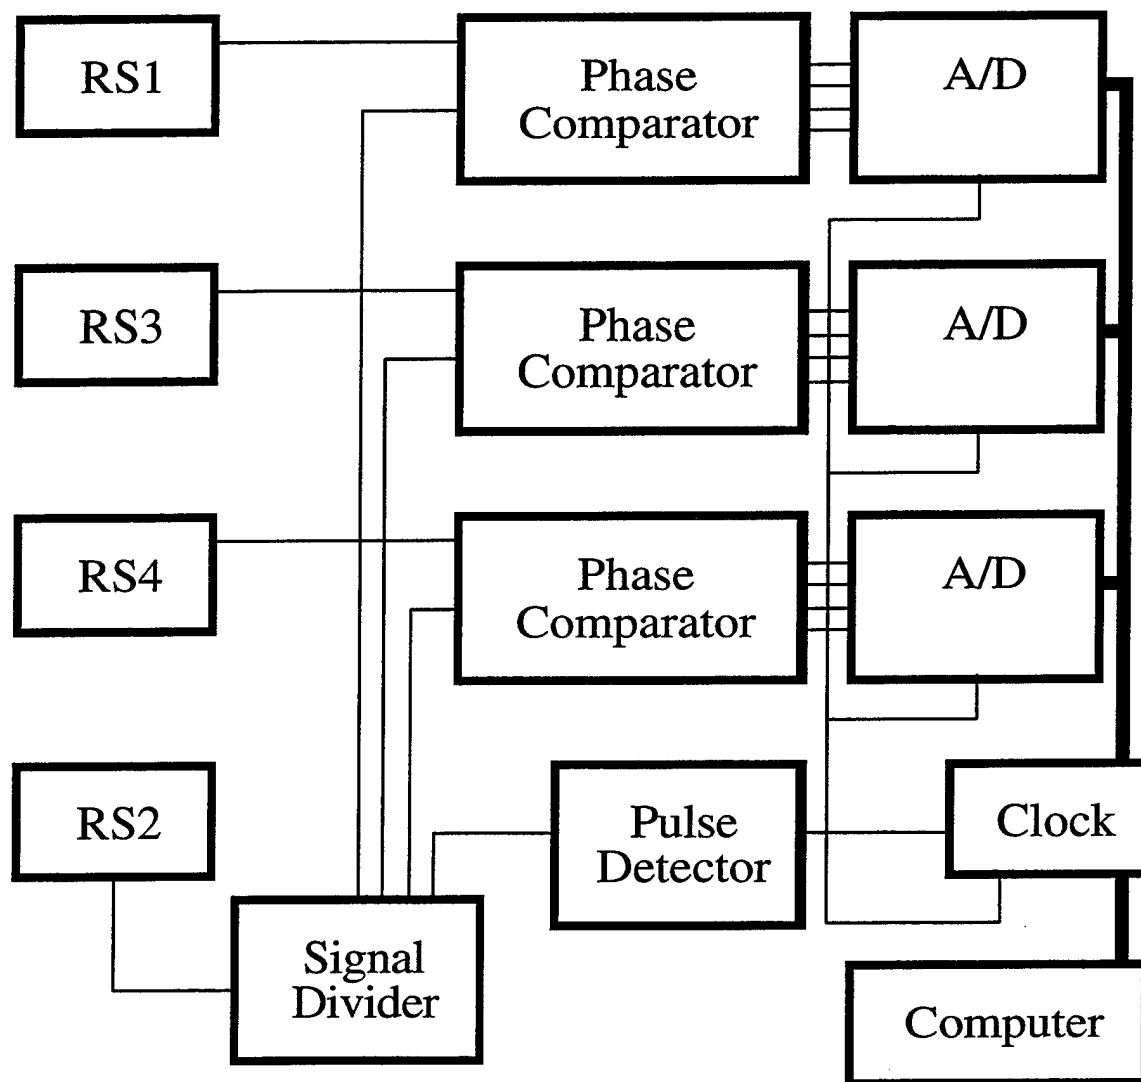 RS1
Phase
Comparator
A/D
RS3
Phase
Comparator
A/D
RS4
Phase
Comparator
A/D
RS2
Pulse
Detector
Clock
Signal
Divider
Computer